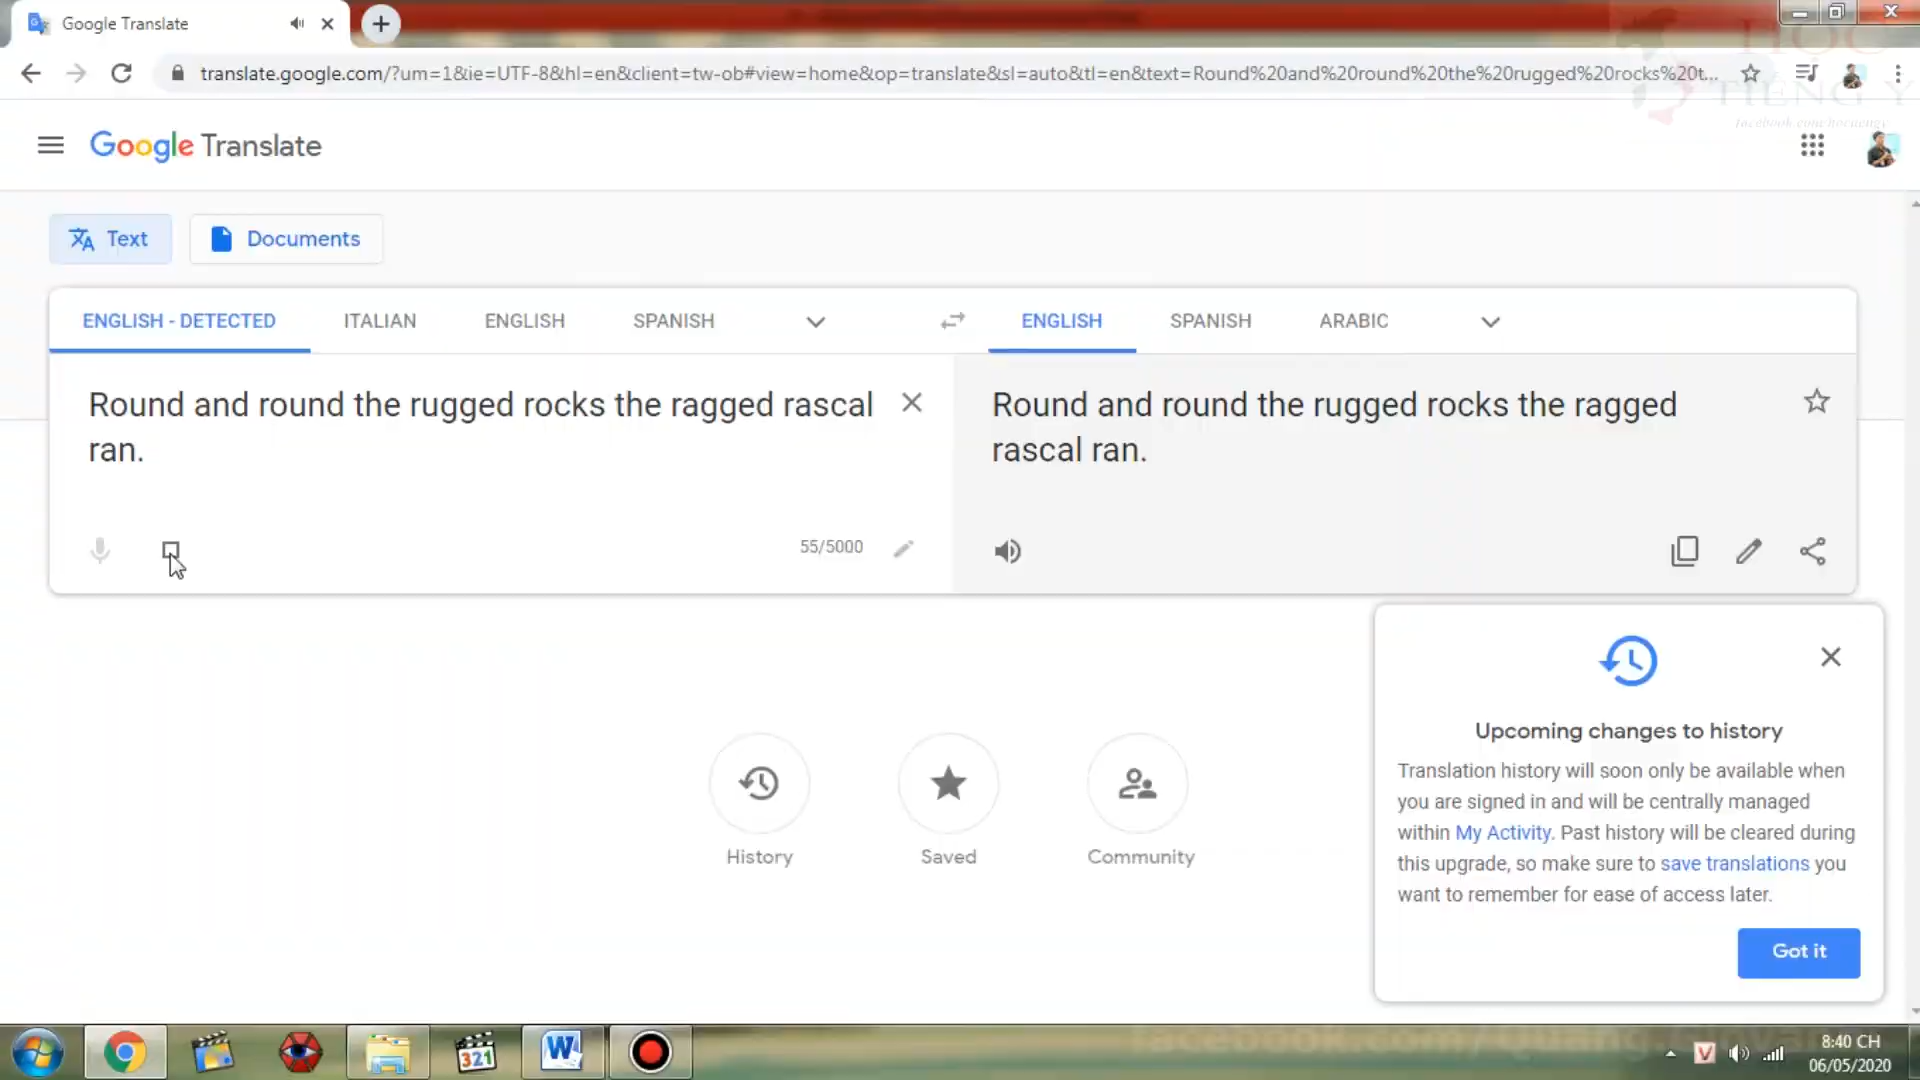 Google Translate
translate.google.com/?um=1&ie=UTF-8&hl=en&client=tw-ob#view=home&op=translate&sl=auto&tl=en&text=Round%20and%20round%20the%20rugged%20rocks%20t...
HOC
TIENG Y
facebook.com/hoctiengy
Google Translate
Text
Documents
ENGLISH - DETECTED ITALIAN ENGLISH SPANISH
ENGLISH SPANISH ARABIC
Round and round the rugged rocks the ragged rascal
ran.
55/5000
Round and round the rugged rocks the ragged
rascal ran.
History
Saved
Community
Upcoming changes to history
Translation history will soon only be available when
you are signed in and will be centrally managed
within My Activity. Past history will be cleared during
this upgrade, so make sure to save translations you
want to remember for ease of access later.
Got it
321
W
V
8:40 CH
06/05/2020